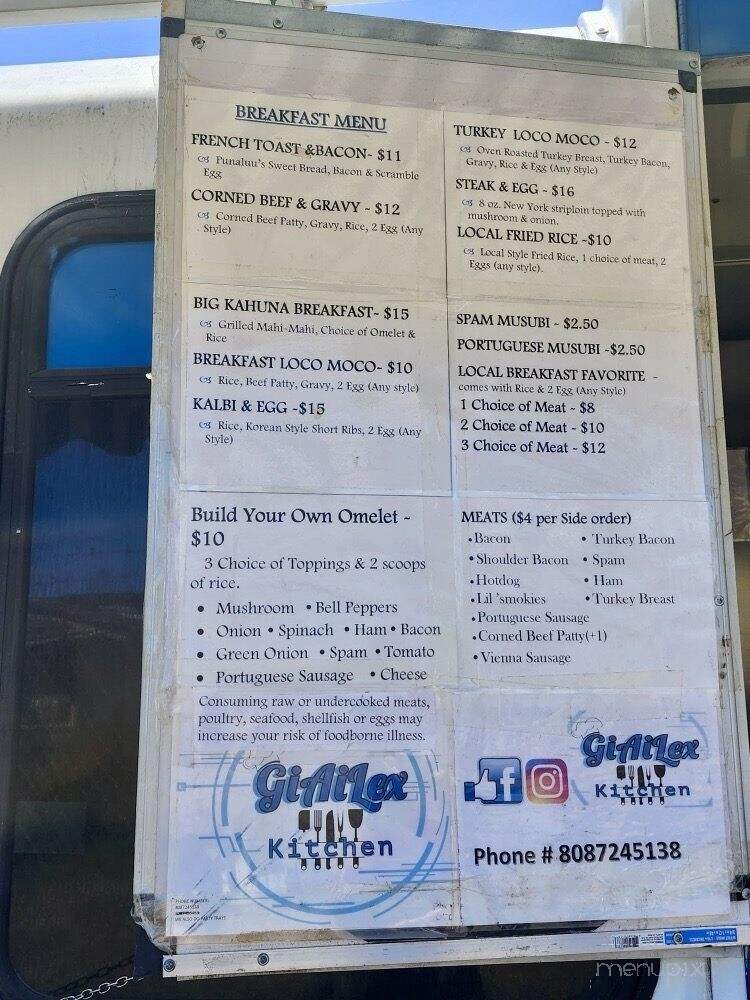 BREAKFAST MENU
FRENCH TOAST &BACON- $11
Punaluu's Sweet Bread, Bacon & Scramble
Egg
CORNED BEEF & GRAVY - $12
Corned Beef Patty, Gravy, Rice, 2 Egg (Any
Style)
BIG KAHUNA BREAKFAST- $15
Grilled Mahi-Mahi, Choice of Omelet &
Rice
BREAKFAST LOCO MOCO- $10
Rice, Beef Patty, Gravy, 2 Egg (Any style)
KALBI & EGG -$15
Rice, Korean Style Short Ribs, 2 Egg (Any
Style)
TURKEY LOCO MOCO - $12
Oven Roasted Turkey Breast, Turkey Bacon,
Gravy, Rice & Egg (Any Style)
STEAK & EGG - $16
8 oz. New York striploin topped with
mushroom & onion.
LOCAL FRIED RICE -$10
Local Style Fried Rice, 1 choice of meat, 2
Eggs (any style).
SPAM MUSUBI - $2.50
PORTUGUESE MUSUBI -$2.50
LOCAL BREAKFAST FAVORITE -
comes with Rice & 2 Egg (Any Style)
1 Choice of Meat - $8
2 Choice of Meat - $10
3 Choice of Meat - $12
Build Your Own Omelet -
$10
3 Choice of Toppings & 2 scoops
of rice.
• Mushroom • Bell Peppers
• Onion • Spinach • Ham • Bacon
• Green Onion • Spam • Tomato
• Portuguese Sausage • Cheese
Consuming raw or undercooked meats,
poultry, seafood, shellfish or eggs may
increase your risk of foodborne illness.
MEATS ($4 per Side order)
• Bacon • Turkey Bacon
• Shoulder Bacon • Spam
• Hotdog • Ham
• Lil 'smokies • Turkey Breast
• Portuguese Sausage
• Corned Beef Patty(+1)
• Vienna Sausage
GiAiLex
Kitchen
PHONE NUMBER:
8087245138
WE ALSO DO PARTY TRAYS
f
GiAiLex
Kitchen
Phone # 8087245138
menupix